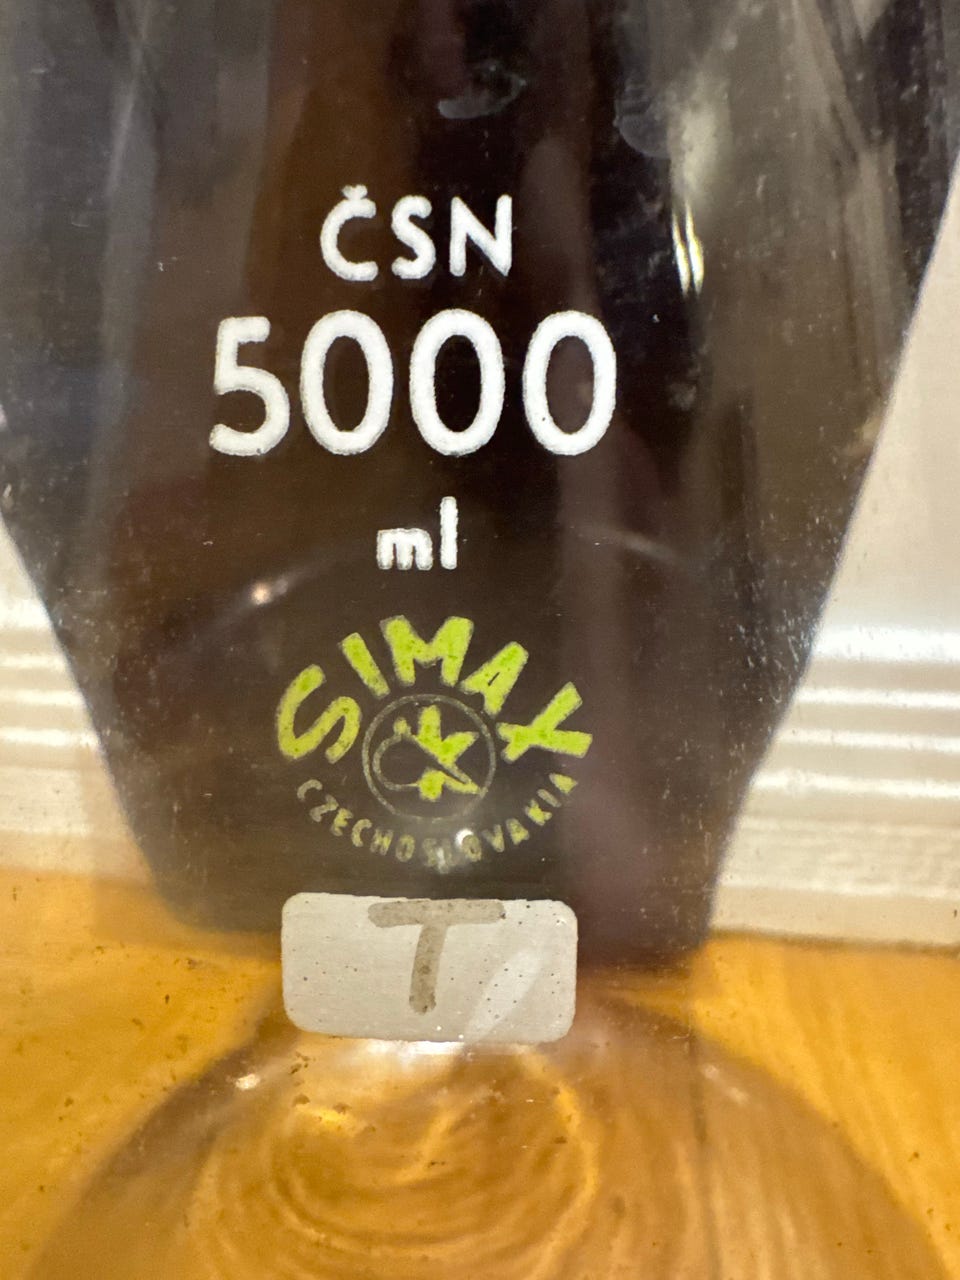 ČSN
5000
ml
SIMAX
CZECHOSLOVAKIA
T